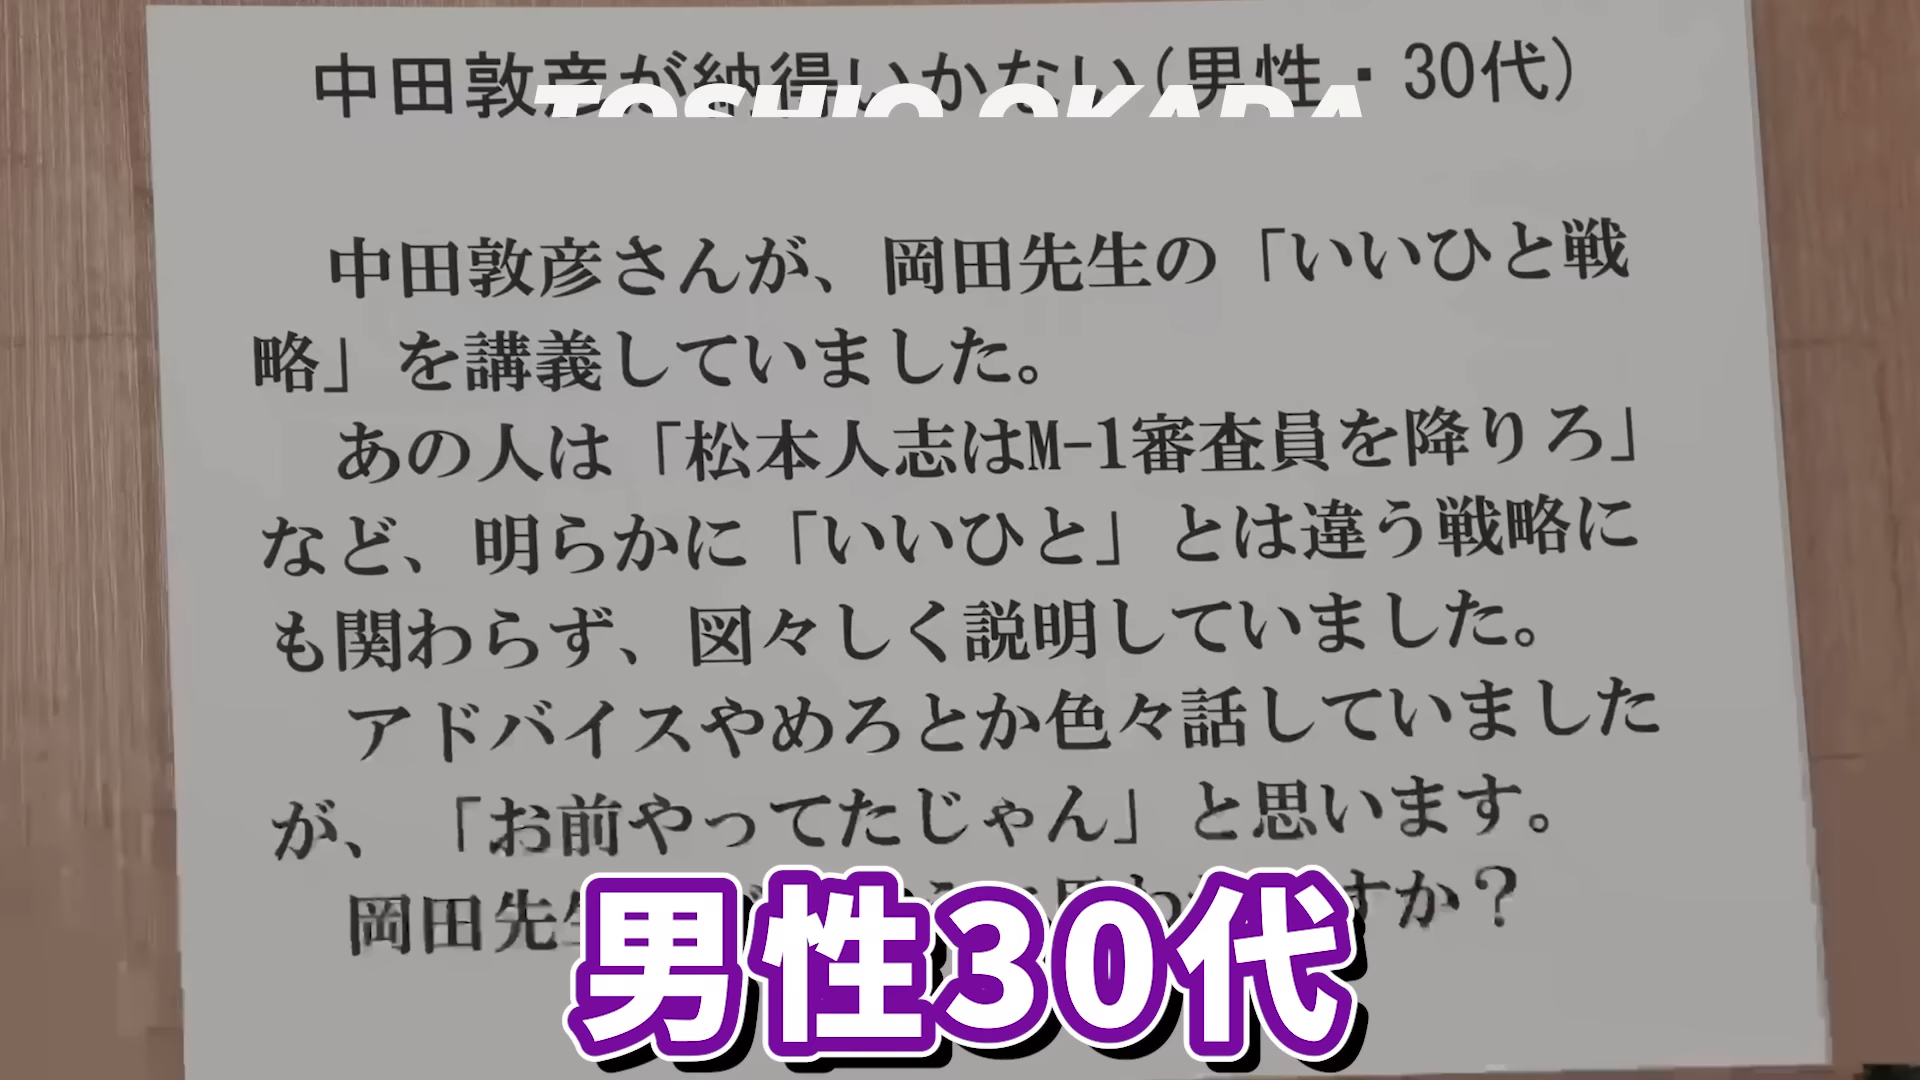 中田敦彦が納得いかない(男性・30代)
TOSHIO OKADA
中田敦彦さんが、岡田先生の「いいひと戦
略」を講義していました。
あの人は「松本人志はM-1審査員を降りろ」
など、明らかに「いいひと」とは違う戦略に
も関わらず、図々しく説明していました。
アドバイスやめろとか色々話していました
が、「お前やってたじゃん」と思います。
岡田先生 すか？
男性30代